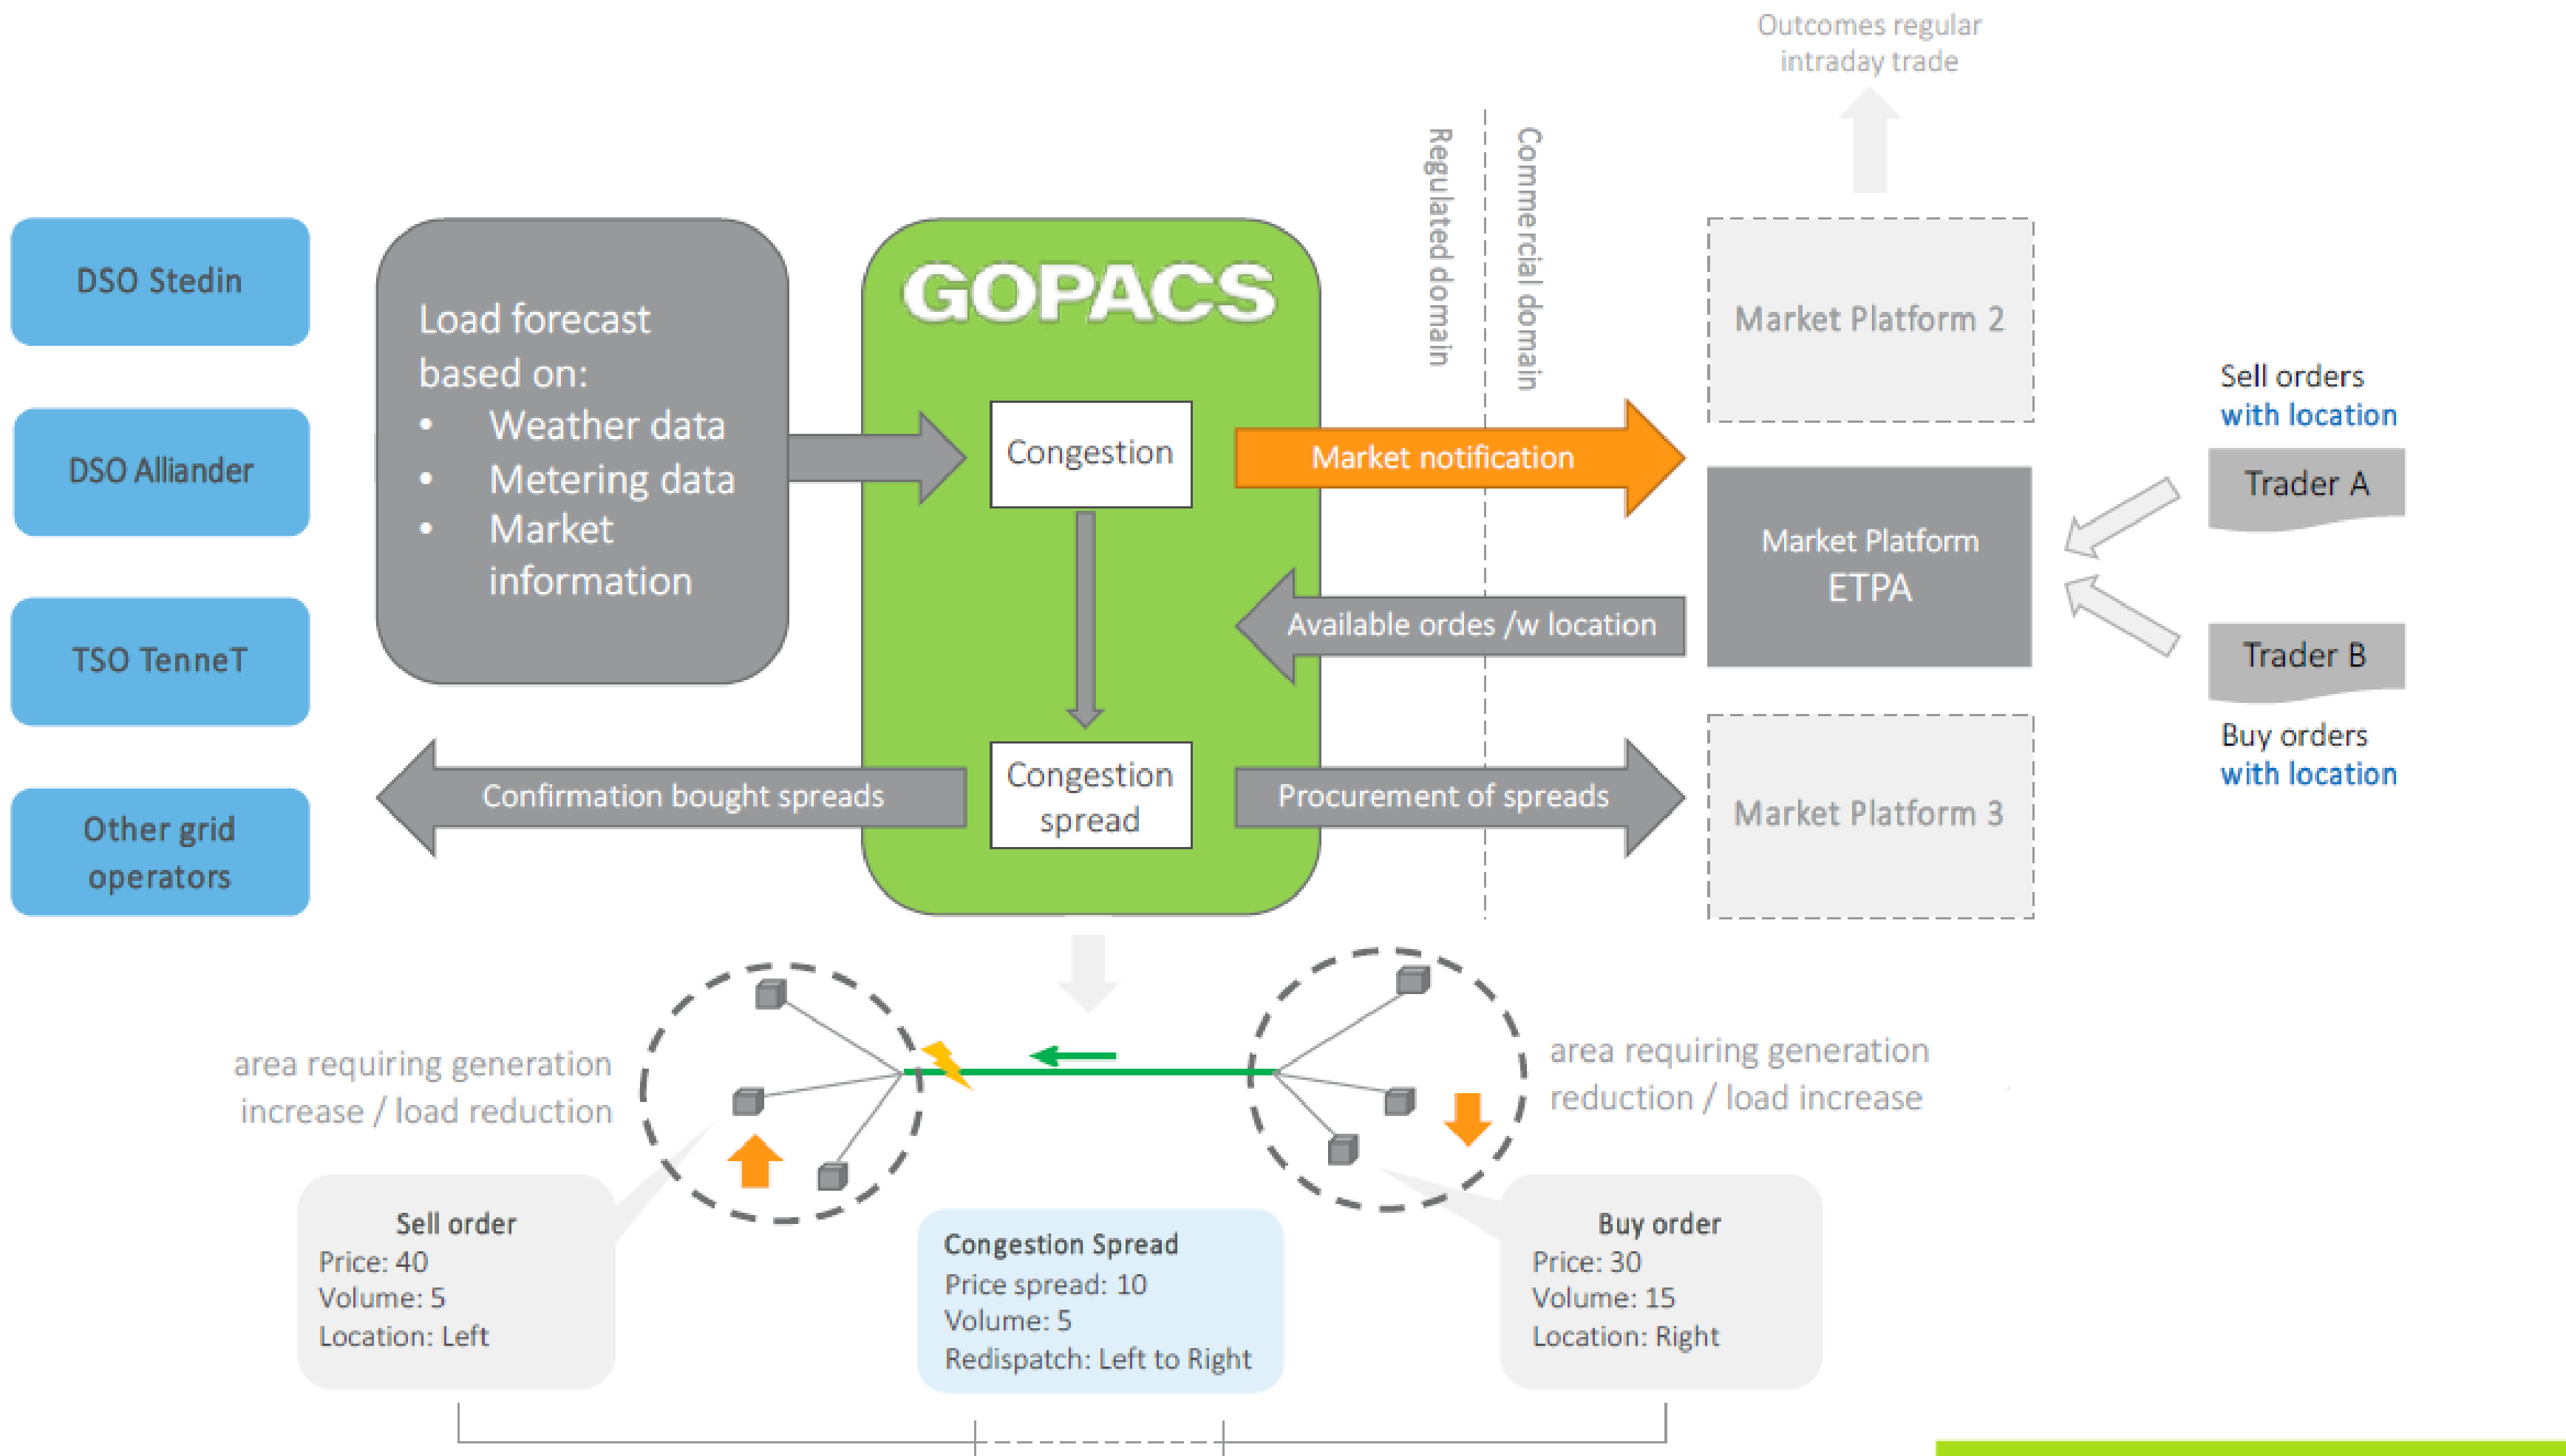 Outcomes regular
intraday trade
Regulated domain
Commercial domain
DSO Stedin
DSO Alliander
TSO TenneT
Other grid
operators
Load forecast
based on:
• Weather data
• Metering data
• Market
information
GOPACS
Congestion
Congestion
spread
Market notification
Available ordes /w location
Confirmation bought spreads
Procurement of spreads
Market Platform 2
Market Platform
ETPA
Market Platform 3
Sell orders
with location
Trader A
Trader B
Buy orders
with location
area requiring generation
increase / load reduction
area requiring generation
reduction / load increase
Sell order
Price: 40
Volume: 5
Location: Left
Congestion Spread
Price spread: 10
Volume: 5
Redispatch: Left to Right
Buy order
Price: 30
Volume: 15
Location: Right